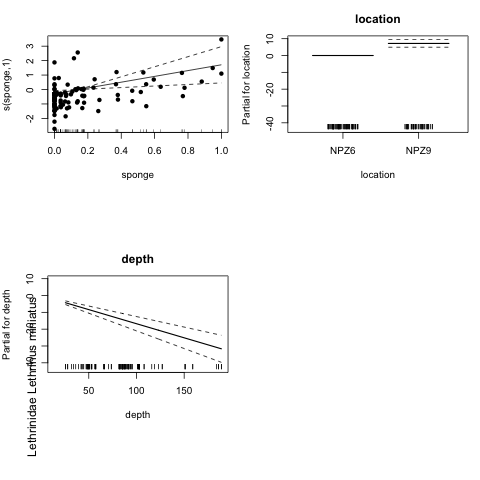 s(sponge,1)
3
2
1
0
-2
0.0 0.2 0.4 0.6 0.8 1.0
sponge
location
Partial for location
10
0
-20
-40
NPZ6 NPZ9
location
depth
Partial for depth
10
50 100 150
depth
Lethrinidae Lethrinus miniatus